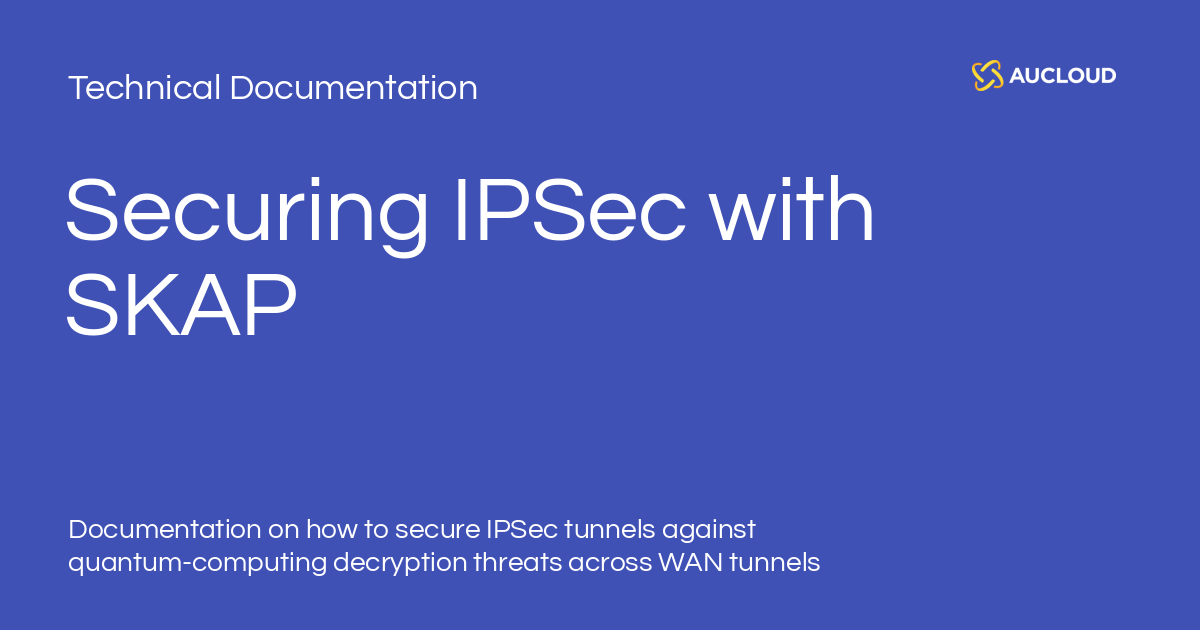 Technical Documentation
AUCLOUD
Securing IPSec with
SKAP
Documentation on how to secure IPSec tunnels against
quantum-computing decryption threats across WAN tunnels